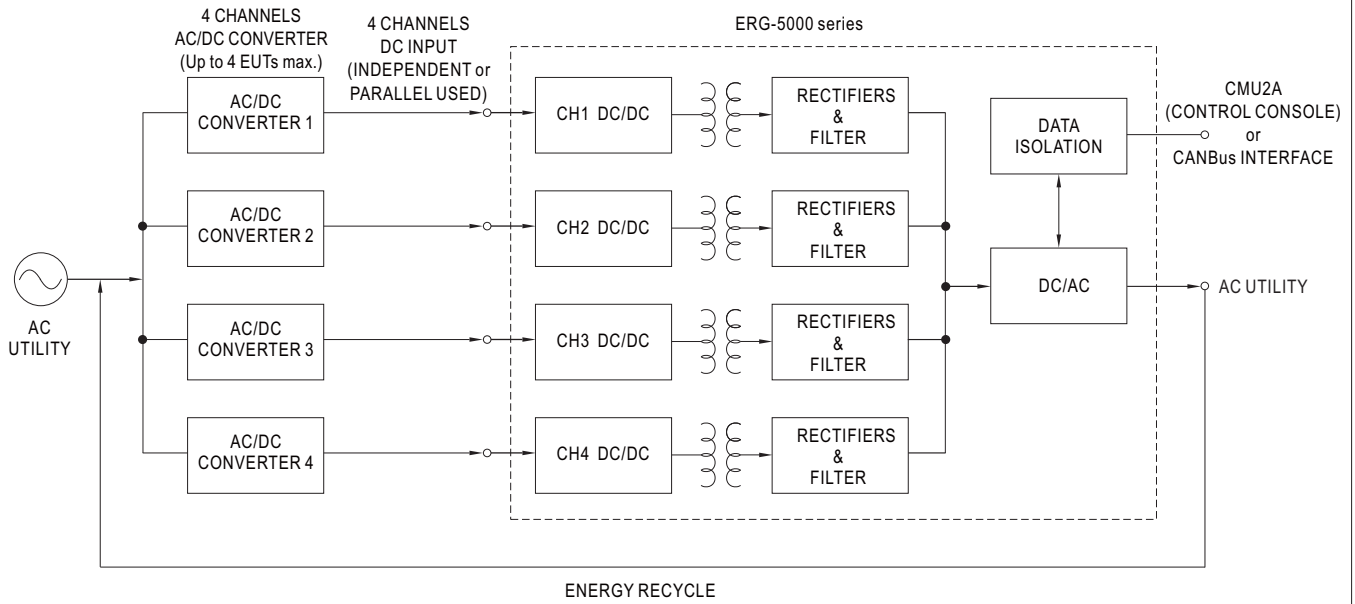 4 CHANNELS
AC/DC CONVERTER
(Up to 4 EUTs max.)
4 CHANNELS
DC INPUT
(INDEPENDENT or
PARALLEL USED)
ERG-5000 series
AC/DC
CONVERTER 1
CH1 DC/DC
RECTIFIERS
&
FILTER
DATA
ISOLATION
CMU2A
(CONTROL CONSOLE)
or
CANBus INTERFACE
AC/DC
CONVERTER 2
CH2 DC/DC
RECTIFIERS
&
FILTER
AC
UTILITY
DC/AC
AC UTILITY
AC/DC
CONVERTER 3
CH3 DC/DC
RECTIFIERS
&
FILTER
AC/DC
CONVERTER 4
CH4 DC/DC
RECTIFIERS
&
FILTER
ENERGY RECYCLE